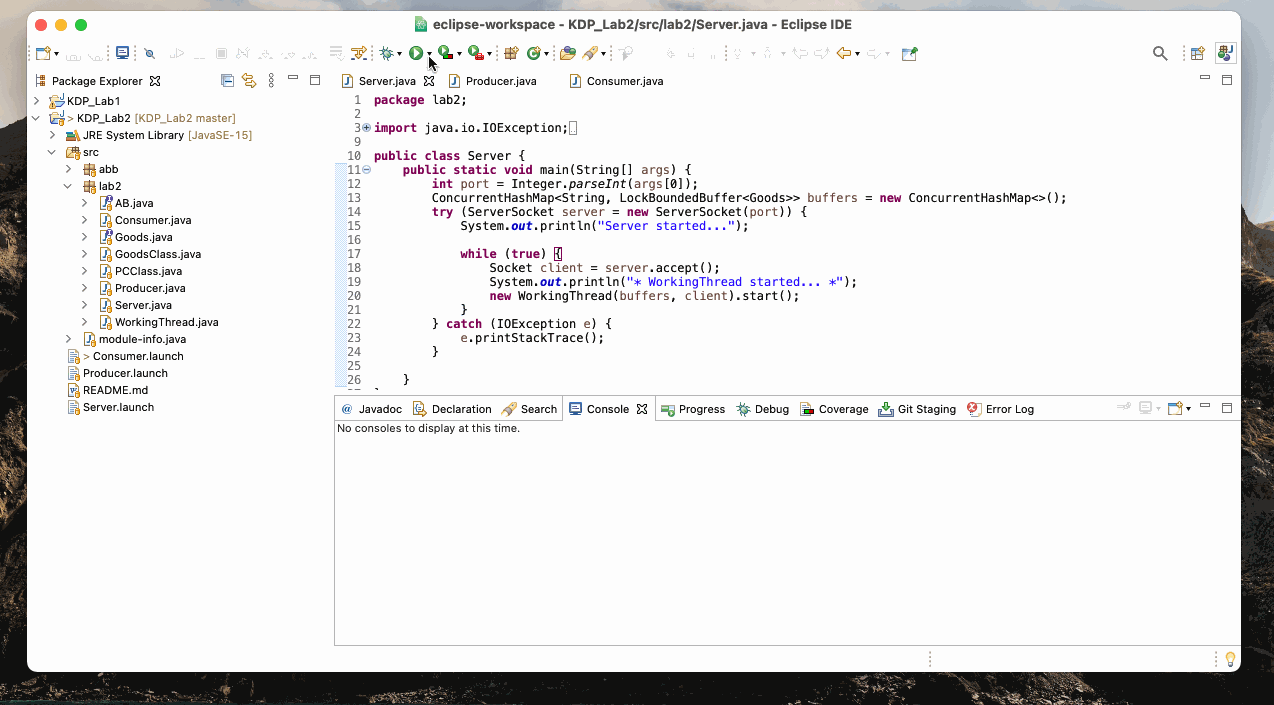 eclipse-workspace - KDP_Lab2/src/lab2/Server.java - Eclipse IDE
Package Explorer
KDP_Lab1
> KDP_Lab2 [KDP_Lab2 master]
JRE System Library [JavaSE-15]
src
abb
lab2
AB.java
Consumer.java
Goods.java
GoodsClass.java
PCClass.java
Producer.java
Server.java
WorkingThread.java
module-info.java
> Consumer.launch
Producer.launch
README.md
Server.launch
Server.java Producer.java Consumer.java
1 package lab2;
2
3 import java.io.IOException;
9
10 public class Server {
11 public static void main(String[] args) {
12 int port = Integer.parseInt(args[0]);
13 ConcurrentHashMap<String, LockBoundedBuffer<Goods>> buffers = new ConcurrentHashMap<>();
14 try (ServerSocket server = new ServerSocket(port)) {
15 System.out.println("Server started...");
16
17 while (true) {
18 Socket client = server.accept();
19 System.out.println("* WorkingThread started... *");
20 new WorkingThread(buffers, client).start();
21 }
22 } catch (IOException e) {
23 e.printStackTrace();
24 }
25
26 }
Javadoc Declaration Search Console Progress Debug Coverage Git Staging Error Log
No consoles to display at this time.